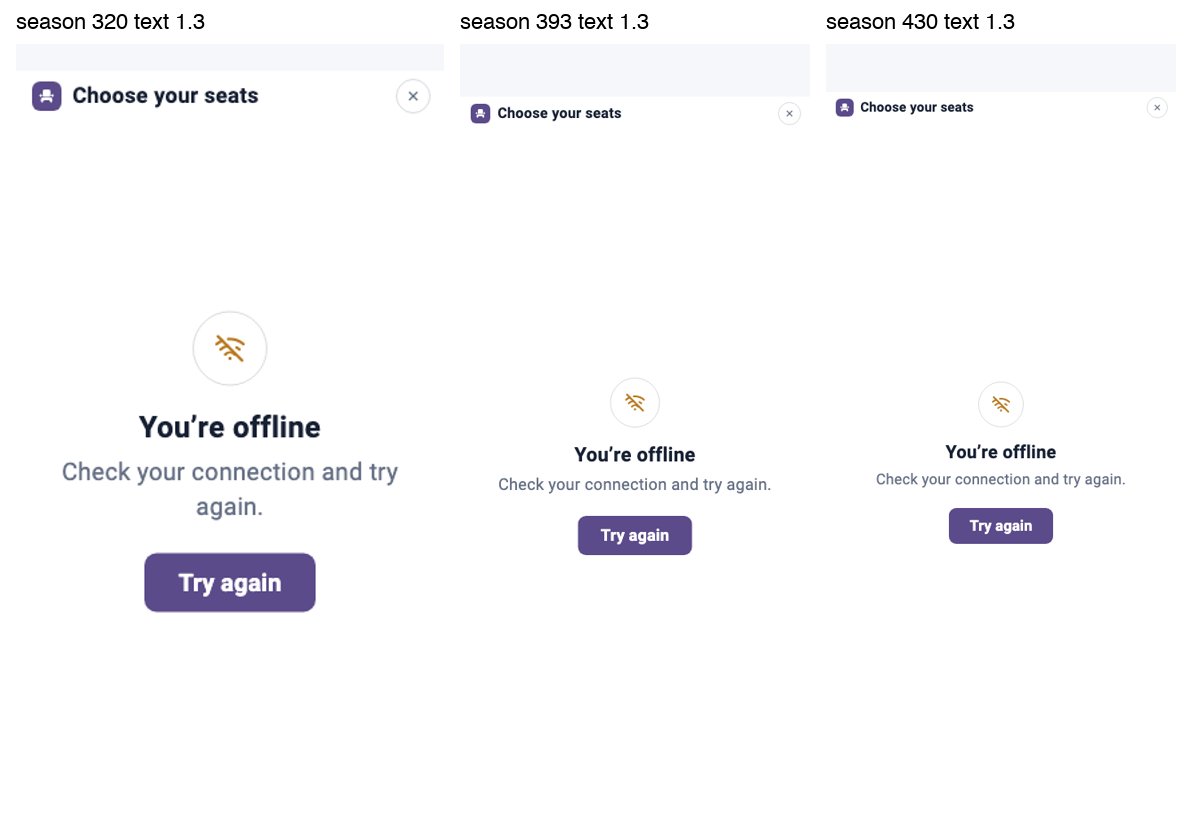 season 320 text 1.3
Choose your seats
You’re offline
Check your connection and try
again.
Try again
season 393 text 1.3
Choose your seats
You’re offline
Check your connection and try again.
Try again
season 430 text 1.3
Choose your seats
You’re offline
Check your connection and try again.
Try again